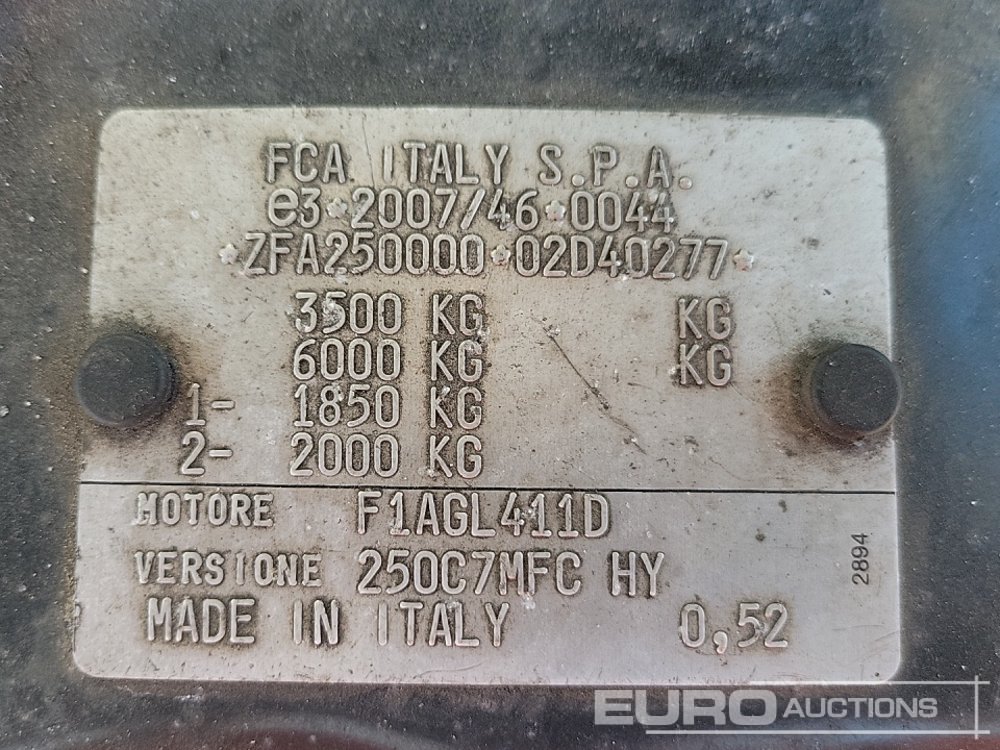 FCA ITALY S.P.A.
e3*2007/46*0044
*ZFA250000*02D40277*
3500 KG KG
6000 KG KG
1- 1850 KG
2- 2000 KG
MOTORE F1AGL411D
VERSIONE 250C7MFC HY
MADE IN ITALY 0,52
2894
EURO AUCTIONS